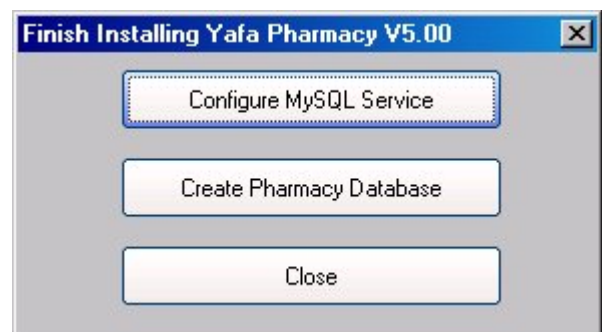 Finish Installing Yafa Pharmacy V5.00
Configure MySQL Service
Create Pharmacy Database
Close